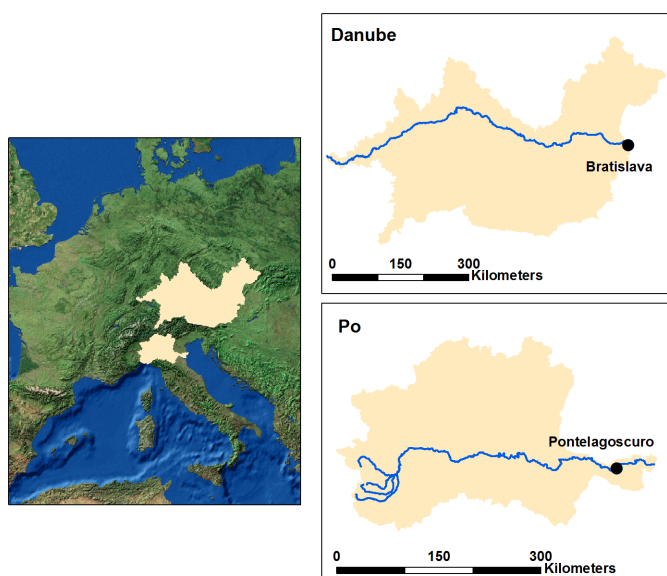 Danube
Bratislava
0 150 300
Kilometers
Po
Pontelagoscuro
0 150 300
Kilometers